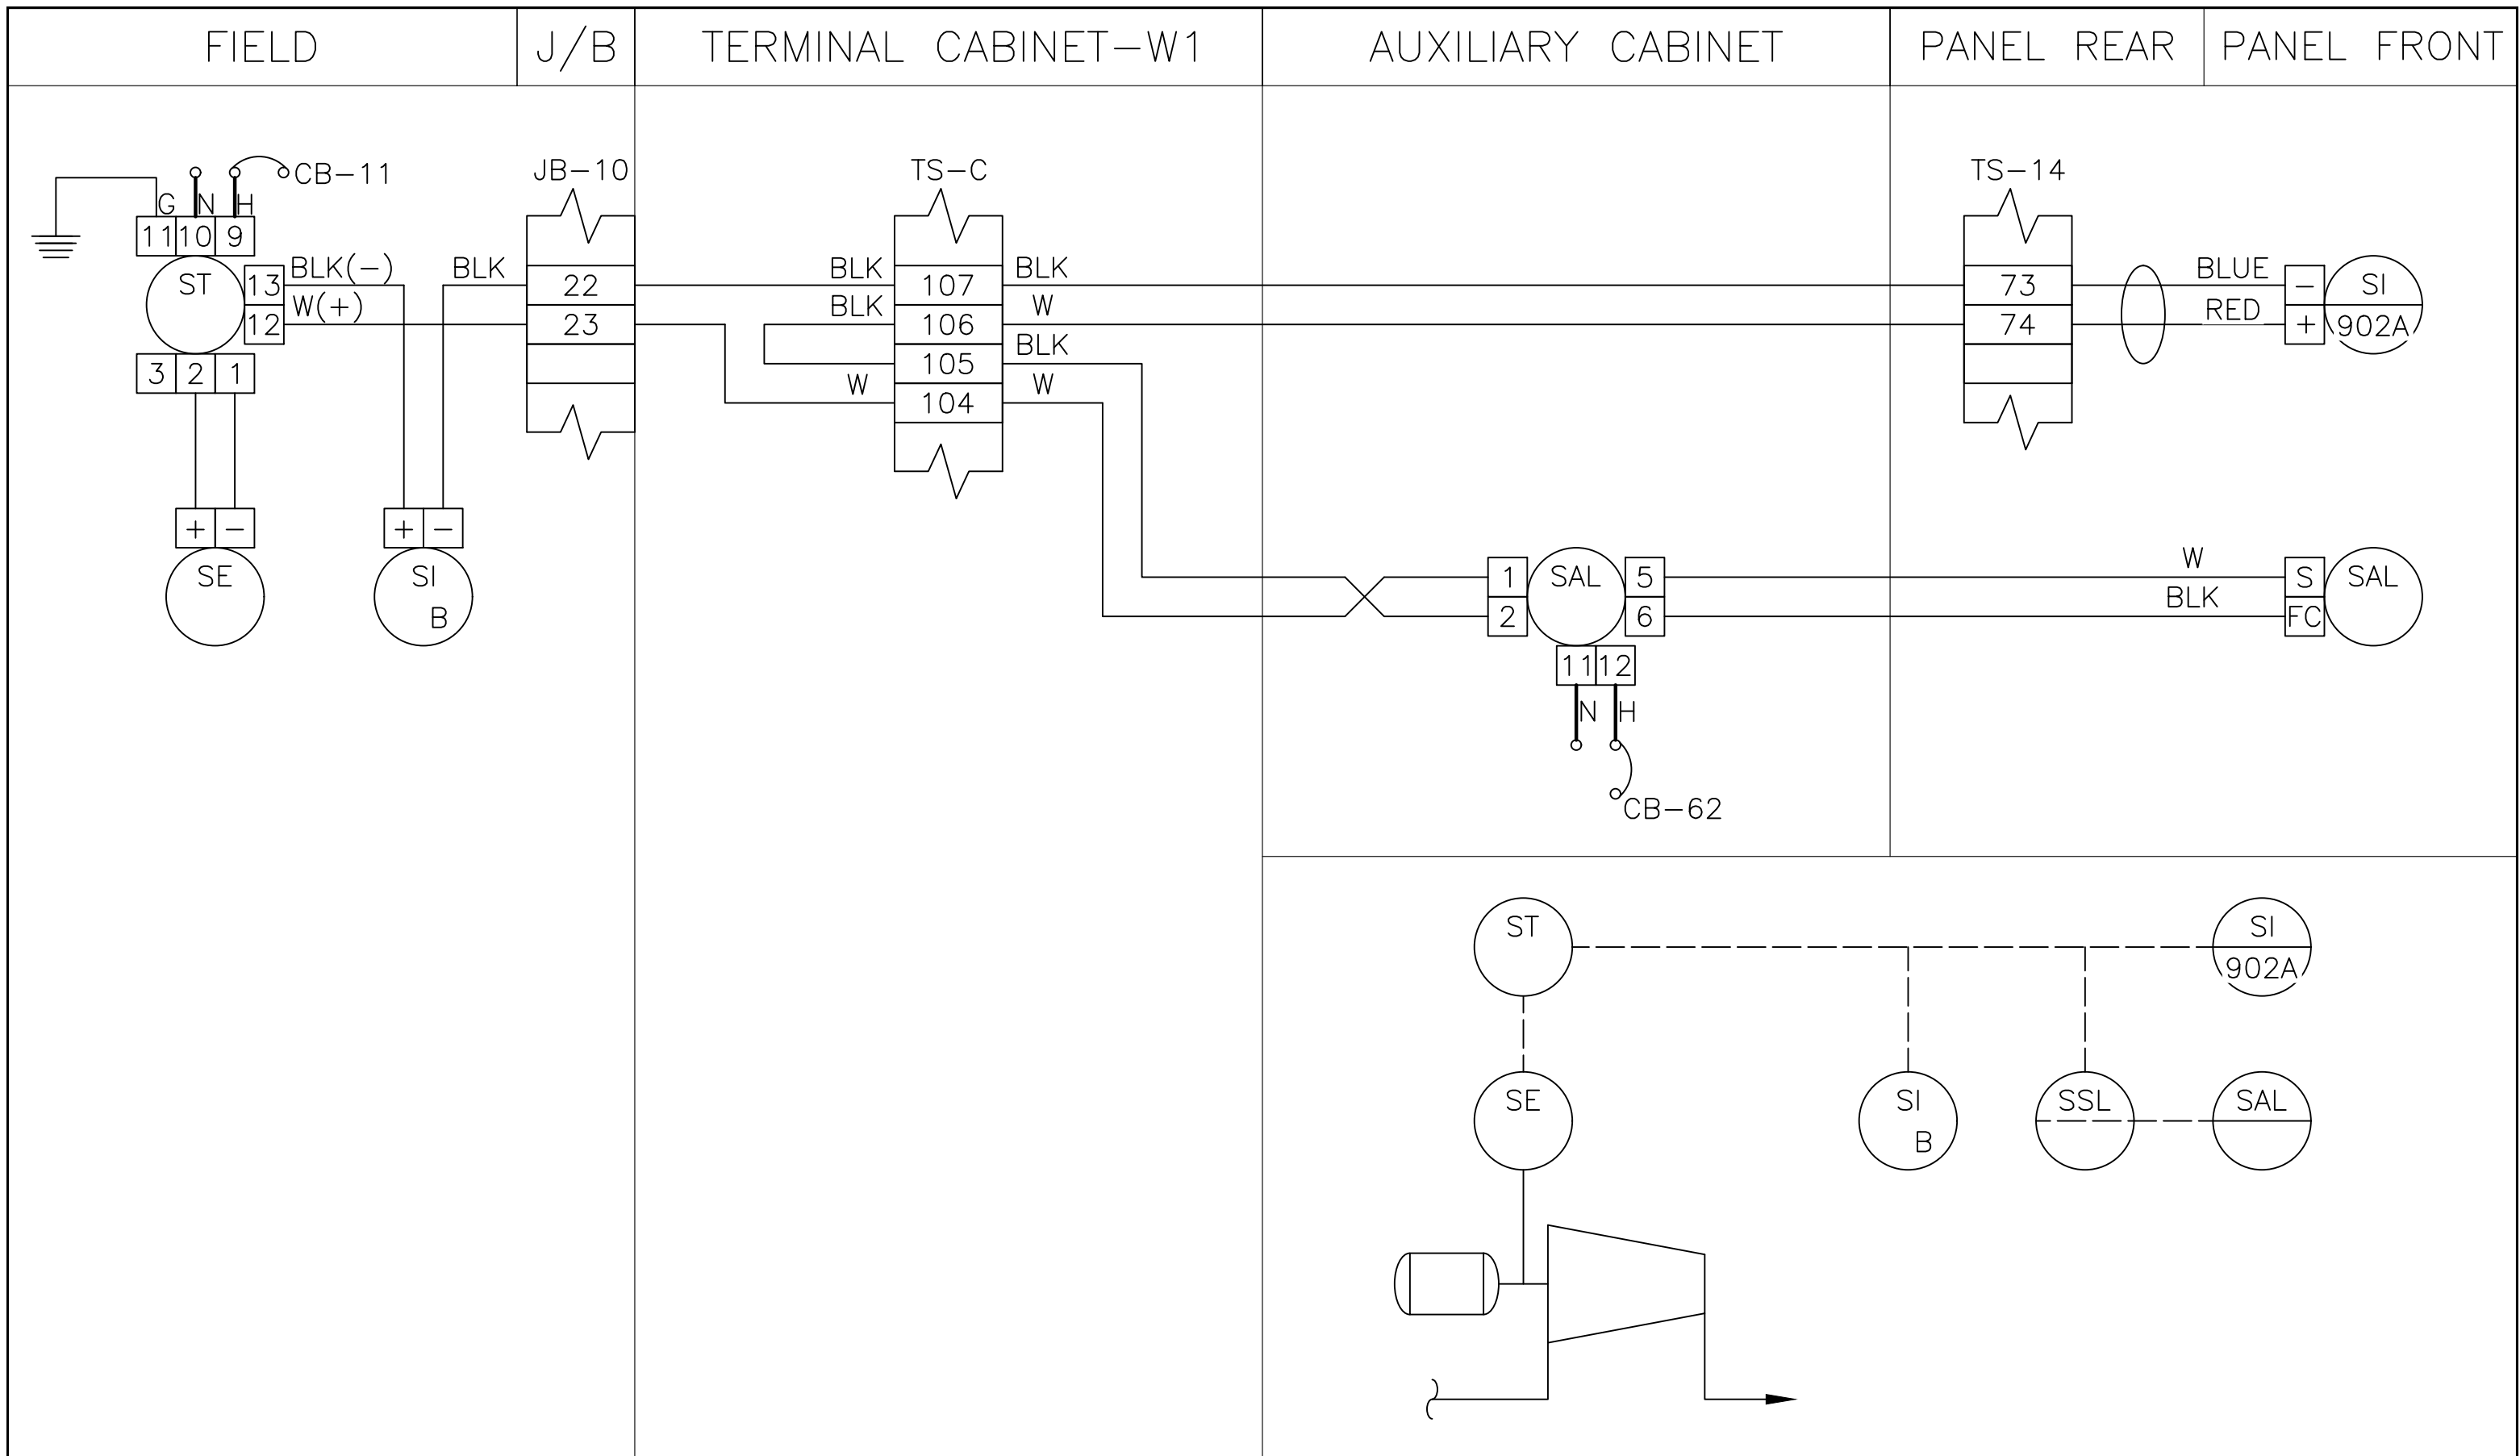 FIELD J/B TERMINAL CABINET-W1 AUXILIARY CABINET PANEL REAR PANEL FRONT
CB-11 JB-10 TS-C TS-14
G N H
11 10 9
ST 13 BLK(-) BLK 22 BLK 107 BLK 73 BLUE - SI
12 W(+) 23 BLK 106 W 74 RED + 902A
3 2 1 105 BLK
W 104 W
+ - + -
SE SI
B
1 SAL 5 W S SAL
2 6 BLK FC
11 12
N H
CB-62
ST SI
902A
SE SI SSL SAL
B